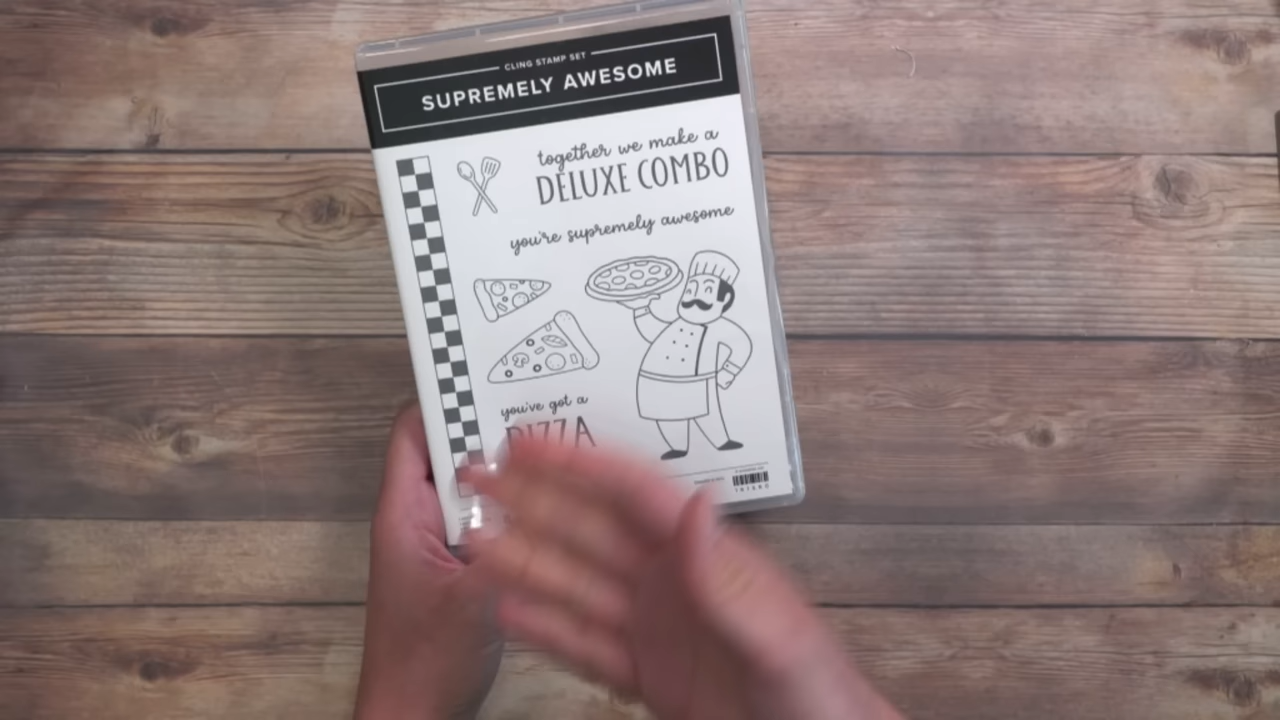 CLING STAMP SET
SUPREMELY AWESOME
together we make a
DELUXE COMBO
you're supremely awesome
you've got a
PIZZA